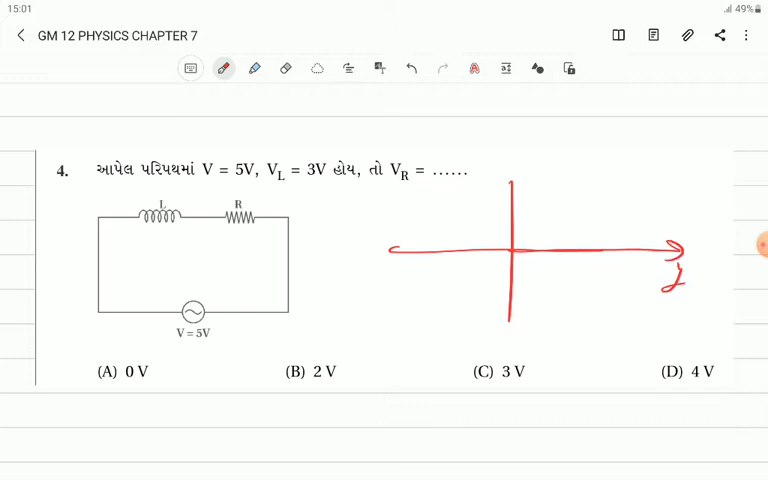 15:01
49%
GM 12 PHYSICS CHAPTER 7
4. આપેલ પરિપથમાં V = 5V, V_L = 3V હોય, તો V_R = ......
L R
V = 5V
(A) 0 V (B) 2 V (C) 3 V (D) 4 V